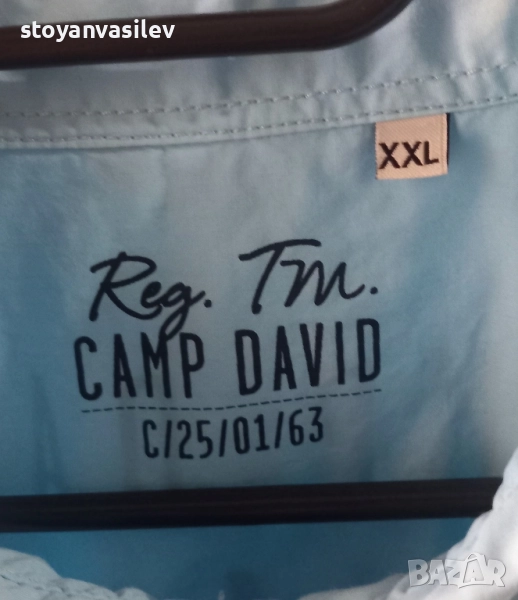 stoyanvasilev
XXL
Reg. Tm.
CAMP DAVID
C/25/01/63
BAZAR